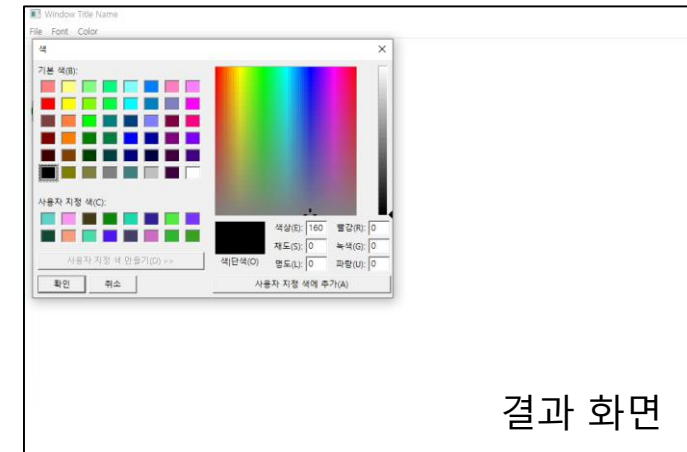 Window Title Name
File Font Color
색
기본 색(B):
사용자 지정 색(C):
사용자 지정 색 만들기(D) >>
확인 취소
색|단색(O)
색상(E): 160 빨강(R): 0
채도(S): 0 녹색(G): 0
명도(L): 0 파랑(U): 0
사용자 지정 색에 추가(A)
결과 화면